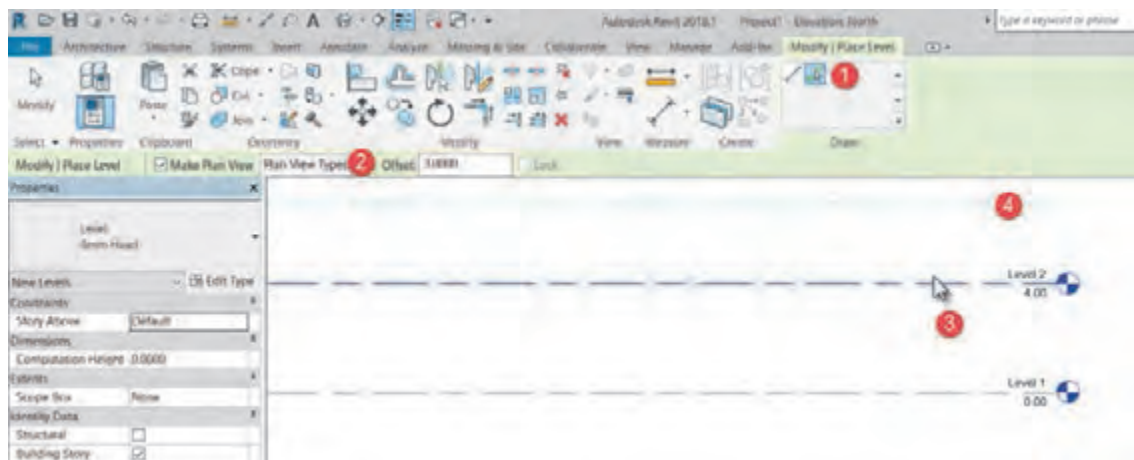 Autodesk Revit 2018.1 Project1 - Elevation: North Type a keyword or phrase
File Architecture Structure Systems Insert Annotate Analyze Massing & Site Collaborate View Manage Add-Ins Modify | Place Level
1
Modify Paste Cope Cut Join
Select Properties Clipboard Geometry Modify View Measure Create Draw
Modify | Place Level Make Plan View Plan View Types 2 Offset: Lock
Properties
4
Level
8mm Head
New Levels Edit Type
Level 2
4.00
Constraints
Story Above Default
3
Dimensions
Computation Height 0.0000
Extents
Scope Box None
Level 1
0.00
Identity Data
Structural
Building Story